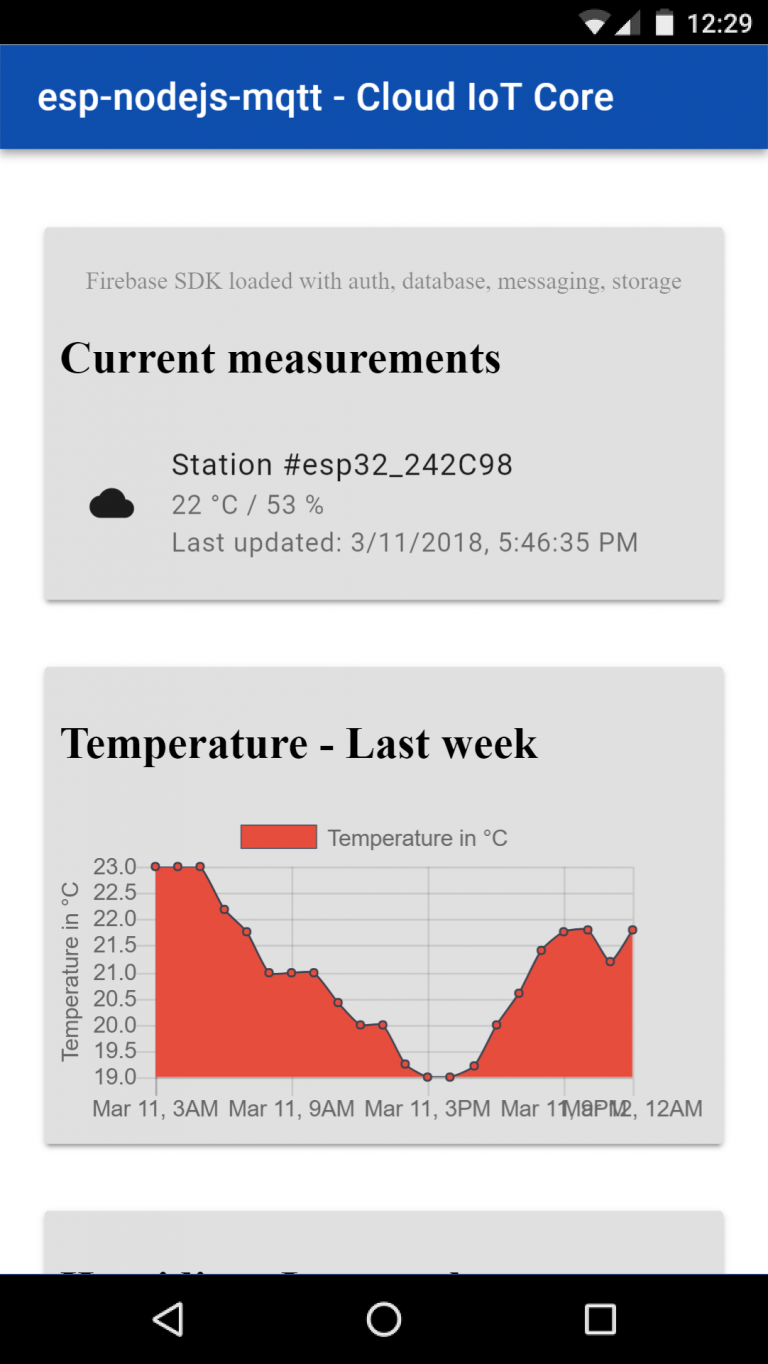 12:29
esp-nodejs-mqtt - Cloud IoT Core
Firebase SDK loaded with auth, database, messaging, storage
Current measurements
Station #esp32_242C98
22 °C / 53 %
Last updated: 3/11/2018, 5:46:35 PM
Temperature - Last week
Temperature in °C
Temperature in °C
23.0
22.5
22.0
21.5
21.0
20.5
20.0
19.5
19.0
Mar 11, 3AM Mar 11, 9AM Mar 11, 3PM Mar 11, 9PM Mar 12, 12AM